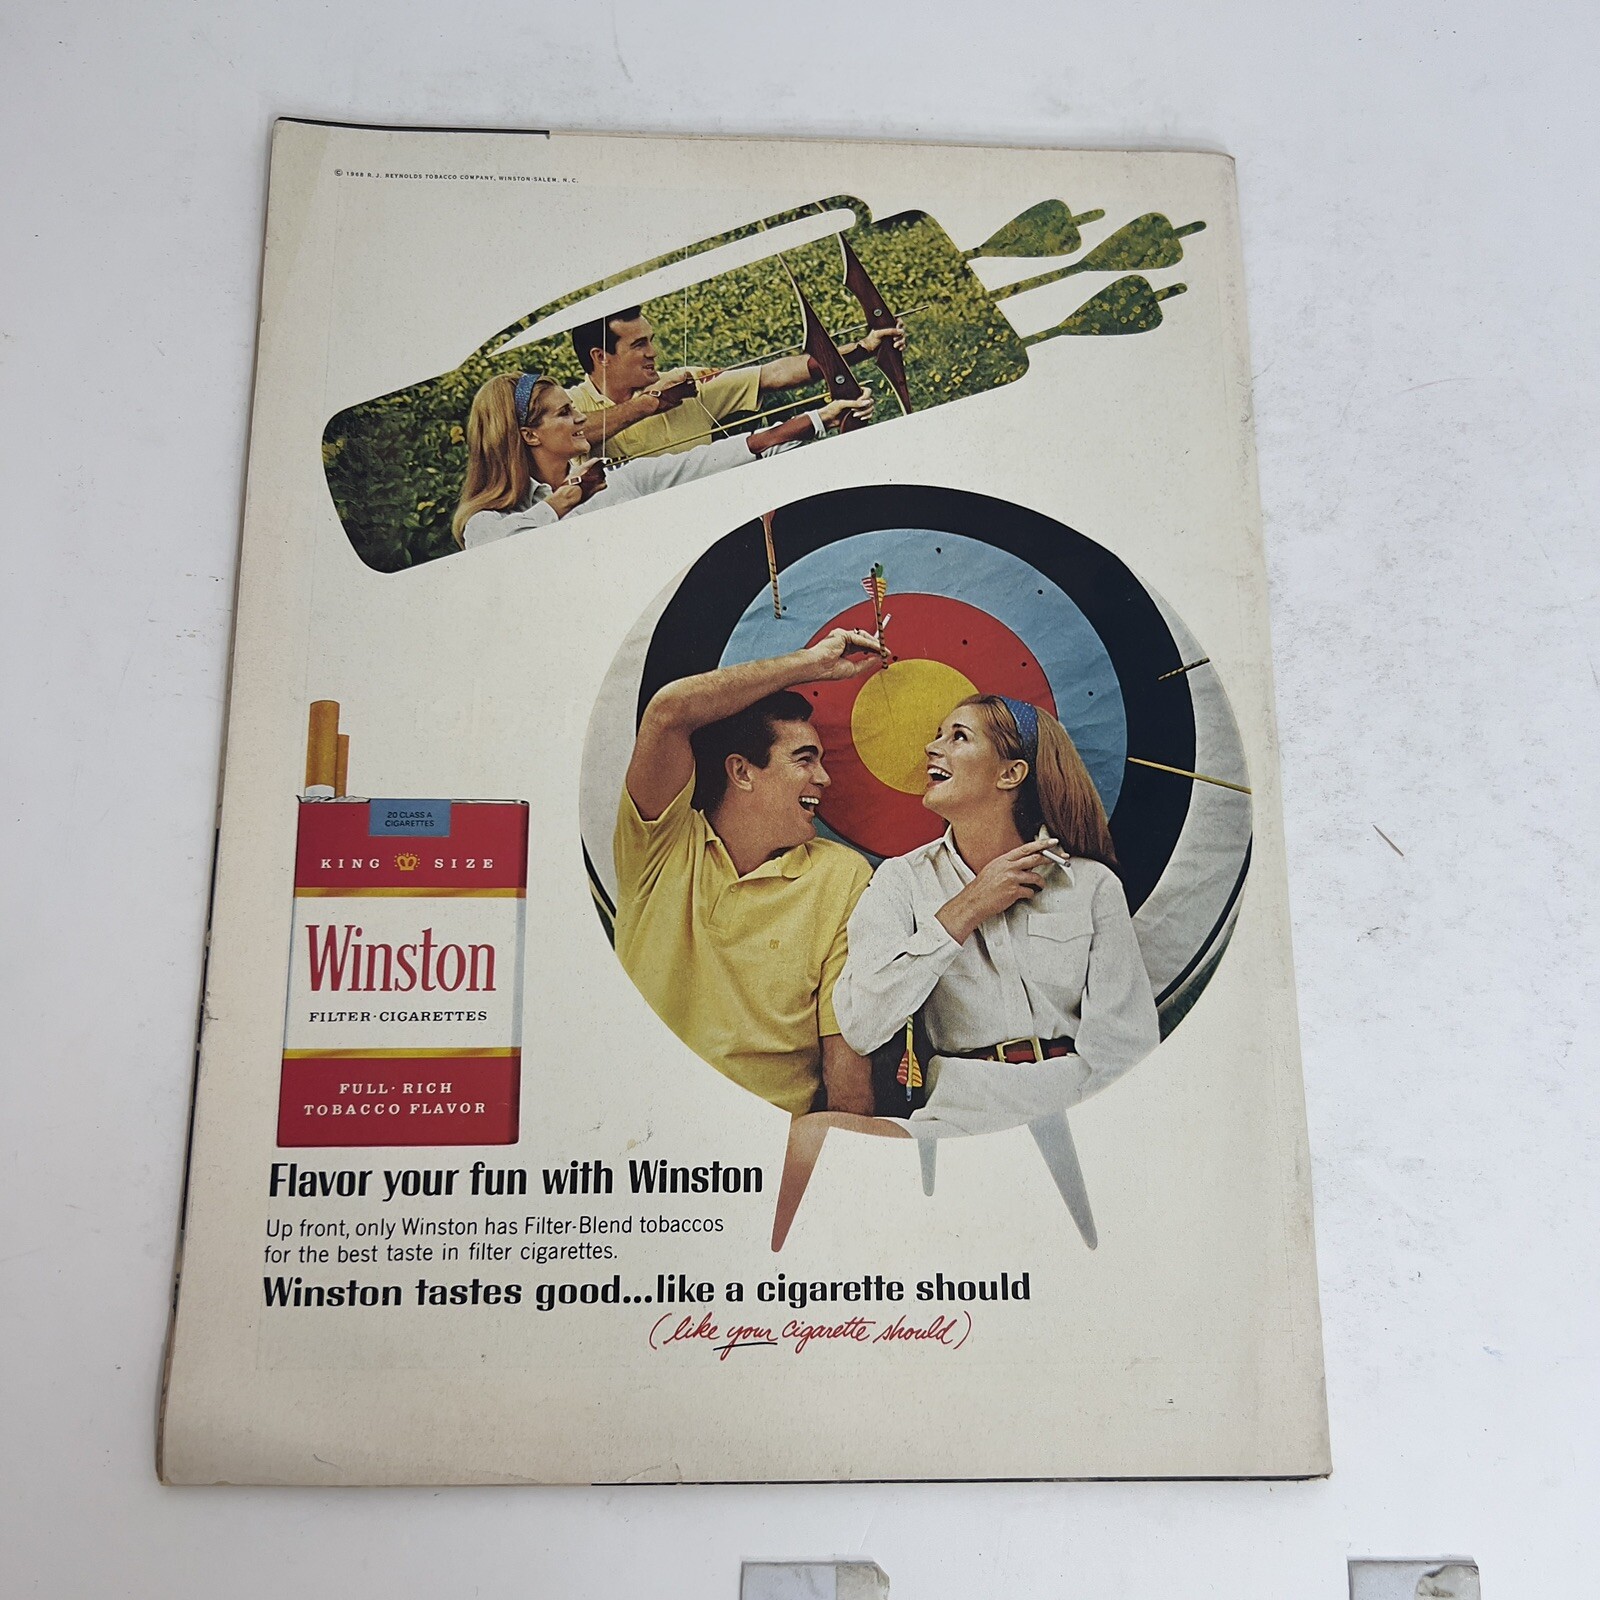 © 1968 R. J. REYNOLDS TOBACCO COMPANY, WINSTON-SALEM, N. C.
20 CLASS A
CIGARETTES
KING SIZE
Winston
FILTER·CIGARETTES
FULL·RICH
TOBACCO FLAVOR
Flavor your fun with Winston
Up front, only Winston has Filter-Blend tobaccos
for the best taste in filter cigarettes.
Winston tastes good...like a cigarette should
(like your cigarette should)